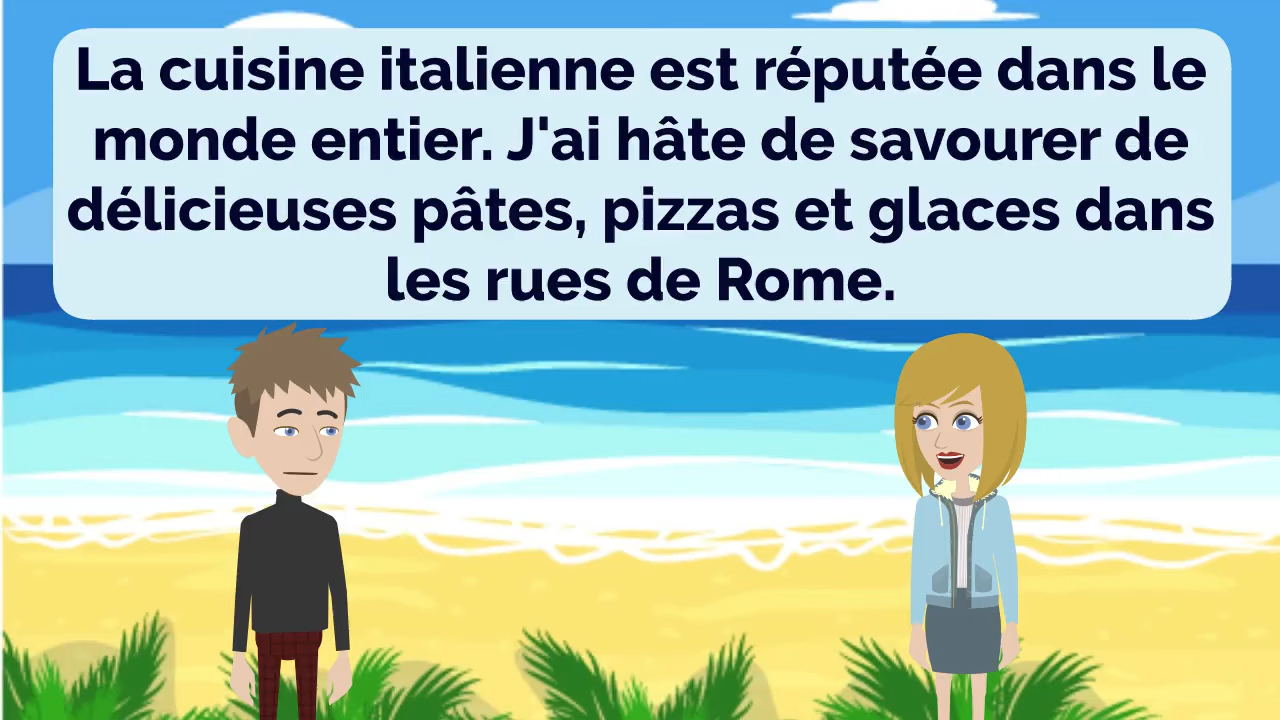 La cuisine italienne est réputée dans le
monde entier. J'ai hâte de savourer de
délicieuses pâtes, pizzas et glaces dans
les rues de Rome.